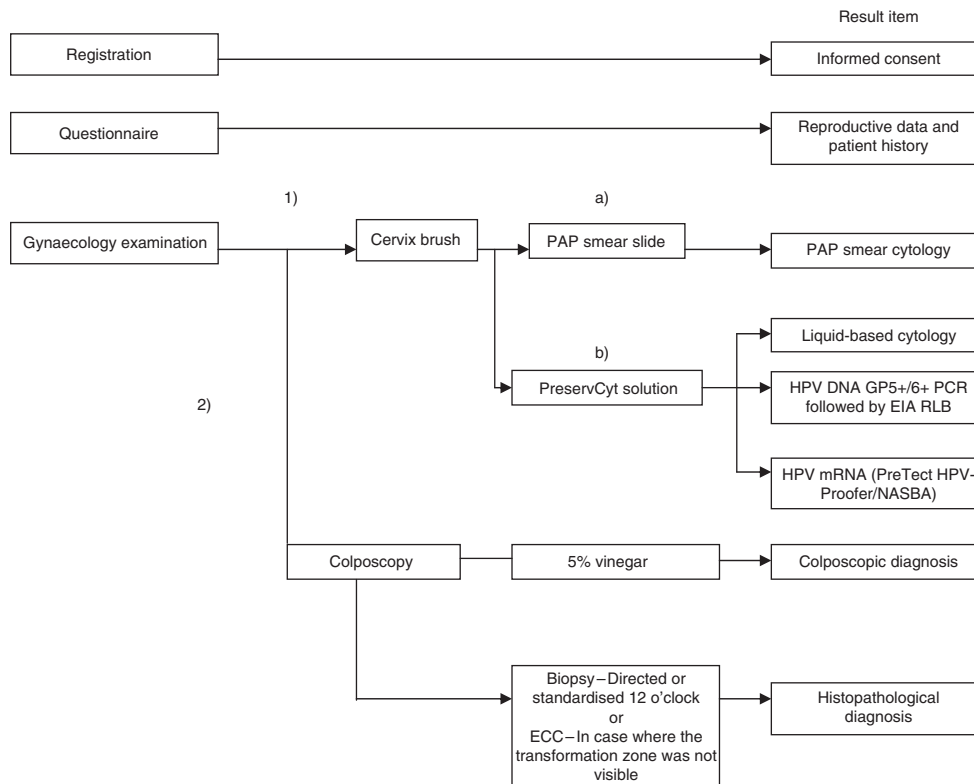 Result item
Registration
Informed consent
Questionnaire
Reproductive data and
patient history
1)
a)
Gynaecology examination
Cervix brush
PAP smear slide
PAP smear cytology
Liquid-based cytology
b)
PreservCyt solution
HPV DNA GP5+/6+ PCR
followed by EIA RLB
2)
HPV mRNA (PreTect HPV-
Proofer/NASBA)
Colposcopy
5% vinegar
Colposcopic diagnosis
Biopsy–Directed or
standardised 12 o'clock
or
ECC–In case where the
transformation zone was not
visible
Histopathological
diagnosis